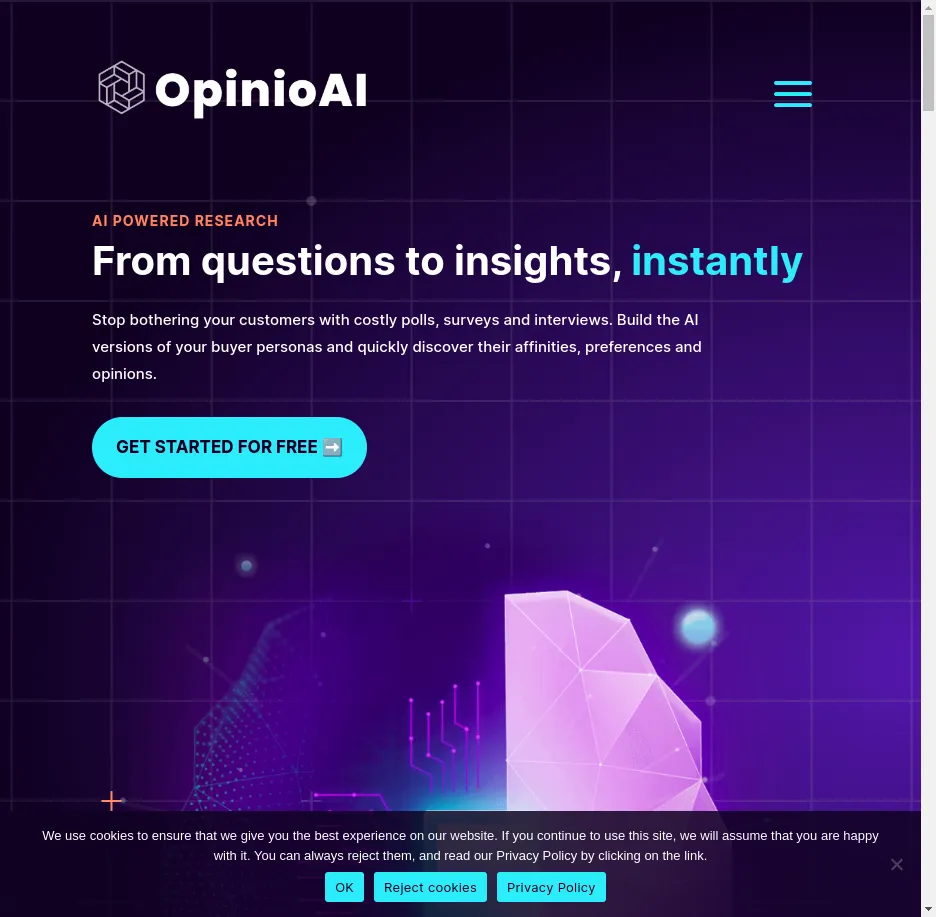 OpinioAI
AI POWERED RESEARCH
From questions to insights, instantly
Stop bothering your customers with costly polls, surveys and interviews. Build the AI
versions of your buyer personas and quickly discover their affinities, preferences and
opinions.
GET STARTED FOR FREE ➡️
We use cookies to ensure that we give you the best experience on our website. If you continue to use this site, we will assume that you are happy
with it. You can always reject them, and read our Privacy Policy by clicking on the link.
OK Reject cookies Privacy Policy